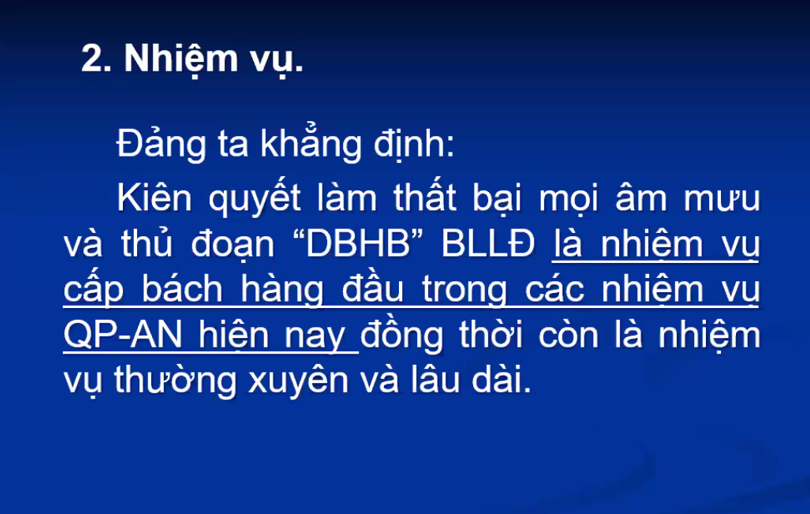 2. Nhiệm vụ.
Đảng ta khẳng định:
Kiên quyết làm thất bại mọi âm mưu
và thủ đoạn “DBHB” BLLĐ là nhiệm vụ
cấp bách hàng đầu trong các nhiệm vụ
QP-AN hiện nay đồng thời còn là nhiệm
vụ thường xuyên và lâu dài.